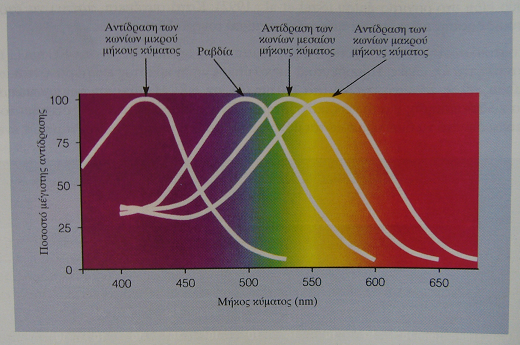 Αντίδραση των
κωνίων μικρού
μήκους κύματος
Ραβδία
Αντίδραση των
κωνίων μεσαίου
μήκους κύματος
Αντίδραση των
κωνίων μακρού
μήκους κύματος
Ποσοστό μέγιστης αντίδρασης
100
75
50
25
0
400
450
500
550
600
650
Μήκος κύματος (nm)